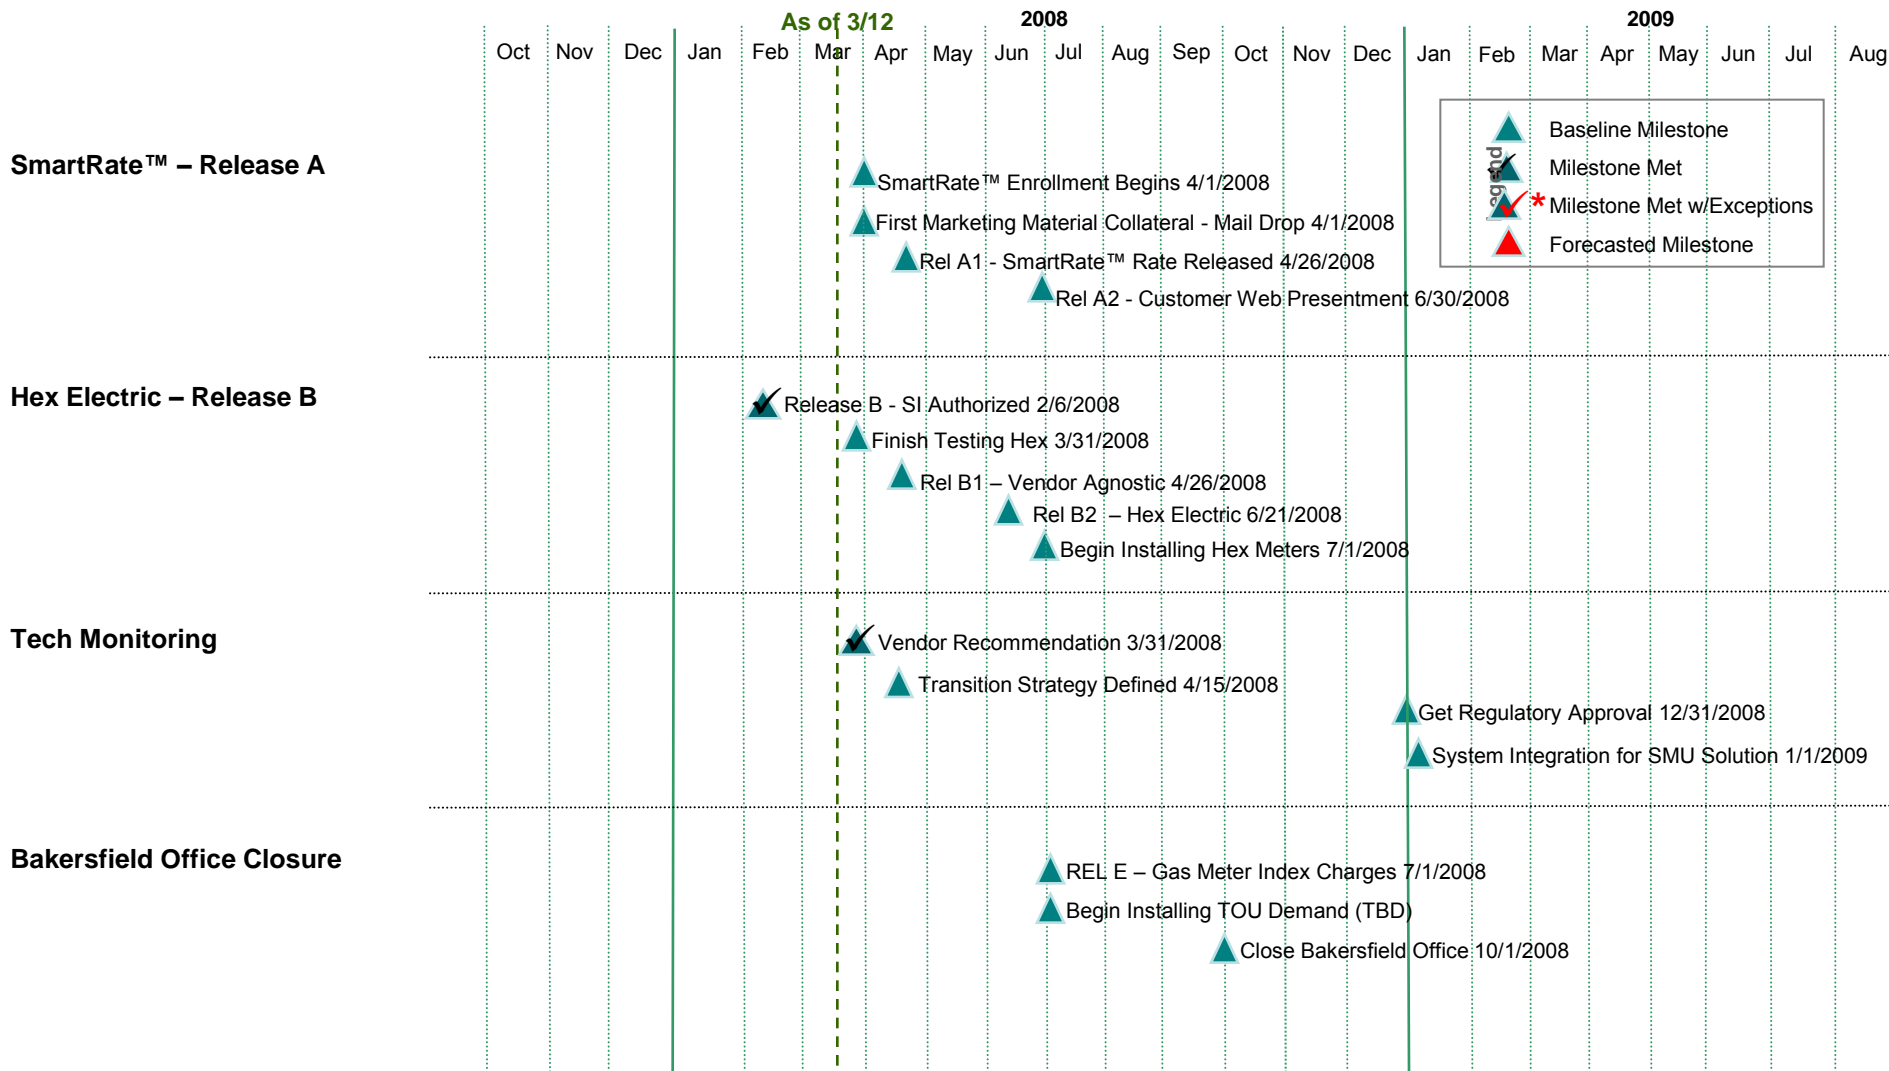 As of 3/12 2008 2009
Oct Nov Dec Jan Feb Mar Apr May Jun Jul Aug Sep Oct Nov Dec Jan Feb Mar Apr May Jun Jul Aug
Legend
Baseline Milestone
Milestone Met
* Milestone Met w/Exceptions
Forecasted Milestone
SmartRate™ – Release A
SmartRate™ Enrollment Begins 4/1/2008
First Marketing Material Collateral - Mail Drop 4/1/2008
Rel A1 - SmartRate™ Rate Released 4/26/2008
Rel A2 - Customer Web Presentment 6/30/2008
Hex Electric – Release B
Release B - SI Authorized 2/6/2008
Finish Testing Hex 3/31/2008
Rel B1 – Vendor Agnostic 4/26/2008
Rel B2 – Hex Electric 6/21/2008
Begin Installing Hex Meters 7/1/2008
Tech Monitoring
Vendor Recommendation 3/31/2008
Transition Strategy Defined 4/15/2008
Get Regulatory Approval 12/31/2008
System Integration for SMU Solution 1/1/2009
Bakersfield Office Closure
REL E – Gas Meter Index Charges 7/1/2008
Begin Installing TOU Demand (TBD)
Close Bakersfield Office 10/1/2008